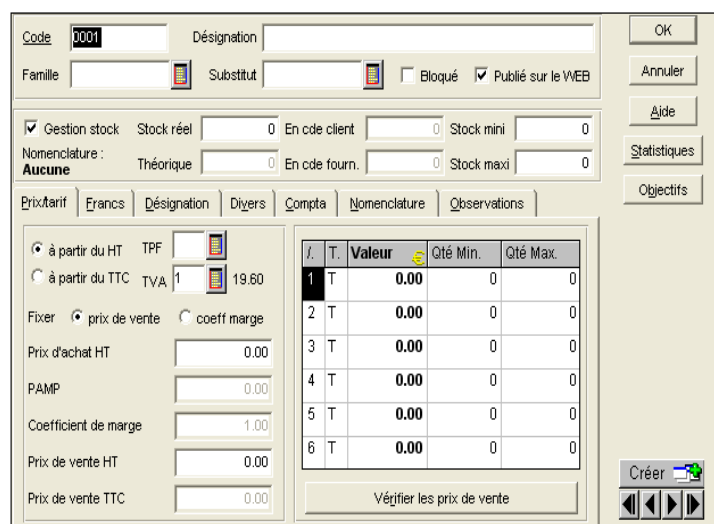 Code 0001 Désignation OK
Famille Substitut Bloqué Publié sur le WEB Annuler
Aide
Gestion stock Stock réel 0 En cde client 0 Stock mini 0
Nomenclature :
Aucune Théorique 0 En cde fourn. 0 Stock maxi 0 Statistiques
Objectifs
Prix/tarif Francs Désignation Divers Compta Nomenclature Observations
à partir du HT TPF
à partir du TTC TVA 1 19.60
Fixer prix de vente coeff marge
Prix d'achat HT 0.00
PAMP 0.00
Coefficient de marge 1.00
Prix de vente HT 0.00
Prix de vente TTC 0.00
/. T. Valeur € Qté Min. Qté Max.
1 T 0.00 0 0
2 T 0.00 0 0
3 T 0.00 0 0
4 T 0.00 0 0
5 T 0.00 0 0
6 T 0.00 0 0
Vérifier les prix de vente
Créer